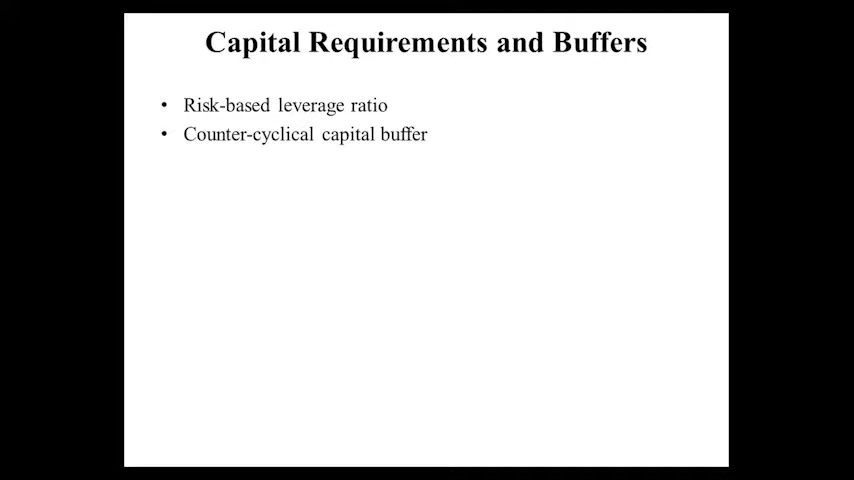 Capital Requirements and Buffers
• Risk-based leverage ratio
• Counter-cyclical capital buffer